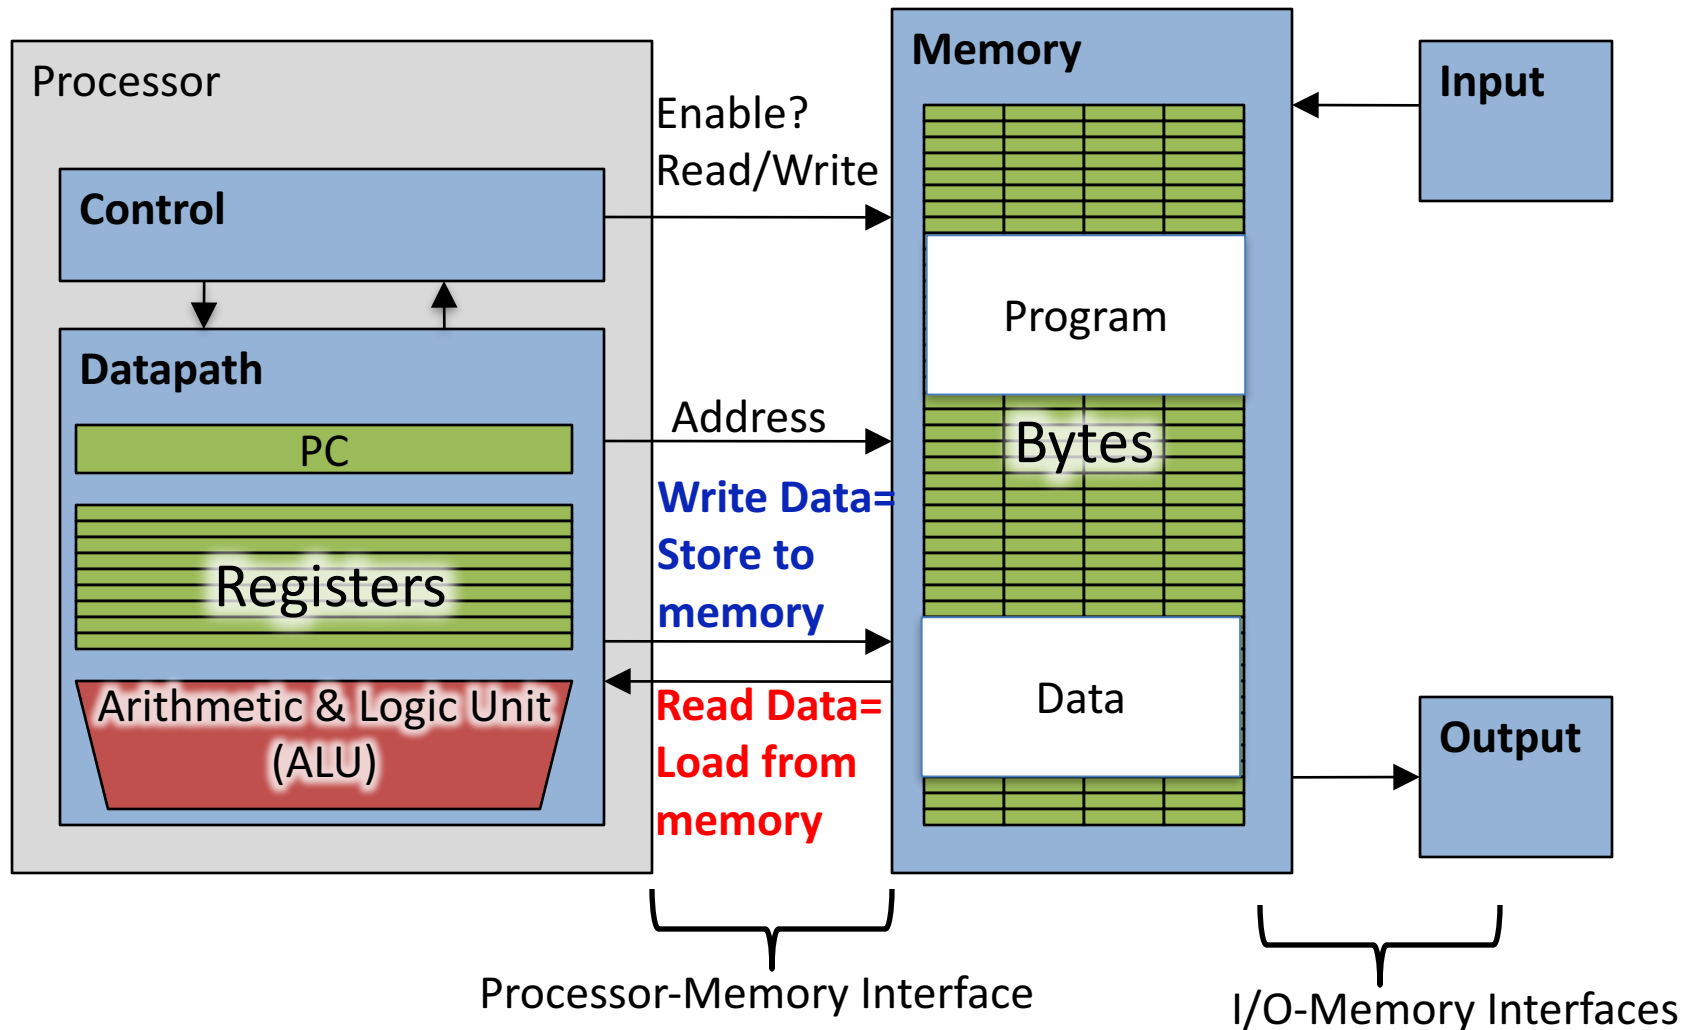 Processor
Control
Datapath
PC
Registers
Arithmetic & Logic Unit
(ALU)
Enable?
Read/Write
Address
Write Data=
Store to
memory
Read Data=
Load from
memory
Memory
Program
Bytes
Data
Input
Output
Processor-Memory Interface
I/O-Memory Interfaces